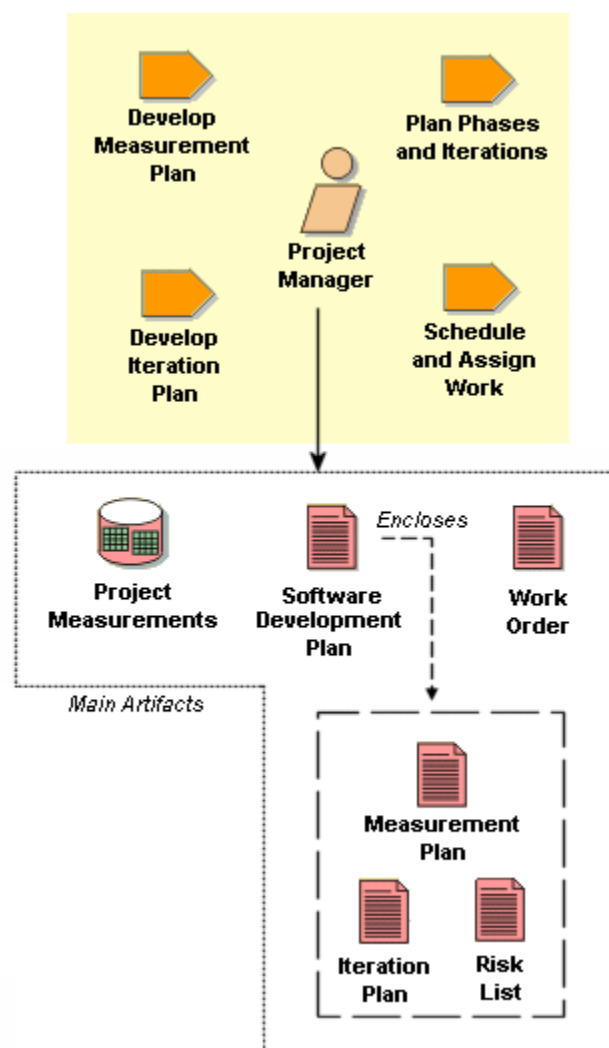 Develop
Measurement
Plan
Plan Phases
and Iterations
Project
Manager
Develop
Iteration
Plan
Schedule
and Assign
Work
Encloses
Project
Measurements
Software
Development
Plan
Work
Order
Main Artifacts
Measurement
Plan
Iteration
Plan
Risk
List